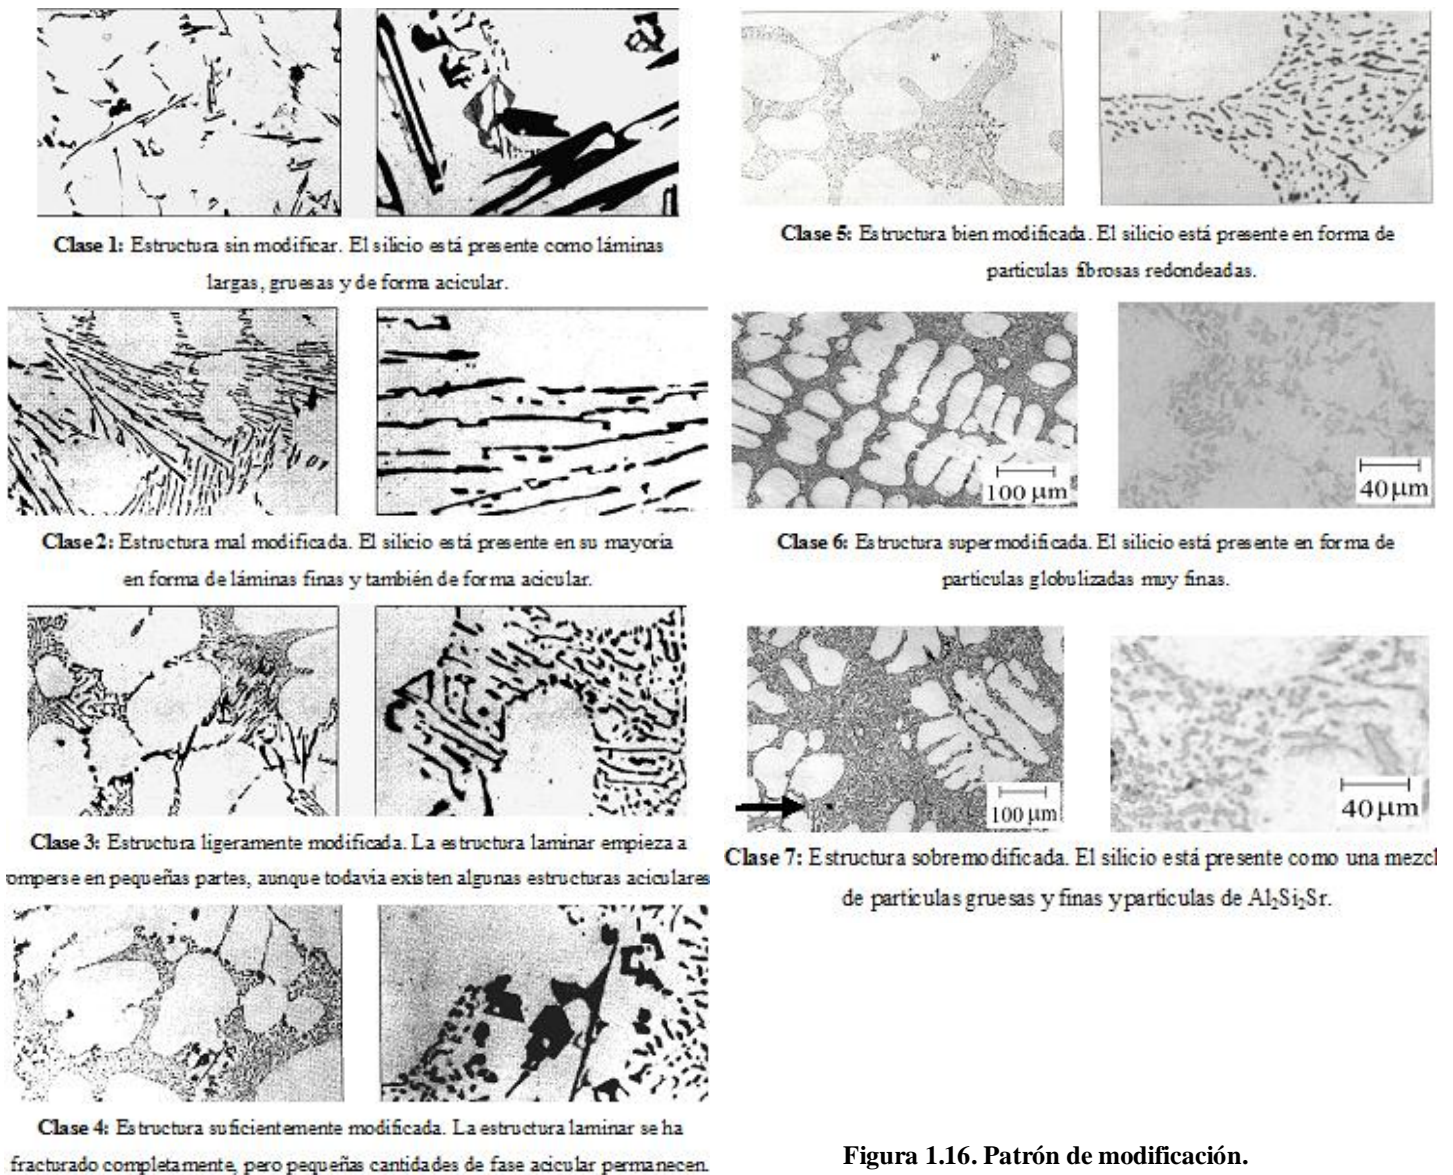 Clase 1: Estructura sin modificar. El silicio está presente como láminas
largas, gruesas y de forma acicular.
Clase 2: Estructura mal modificada. El silicio está presente en su mayoria
en forma de láminas finas y también de forma acicular.
Clase 3: Estructura ligeramente modificada. La estructura laminar empieza a
omperse en pequeñas partes, aunque todavia existen algunas estructuras aciculares
Clase 4: Estructura suficientemente modificada. La estructura laminar se ha
fracturado completamente, pero pequeñas cantidades de fase acicular permanecen.
Clase 5: Estructura bien modificada. El silicio está presente en forma de
particulas fibrosas redondeadas.
100 µm
40 µm
Clase 6: Estructura supermodificada. El silicio está presente en forma de
particulas globulizadas muy finas.
100 µm
40 µm
Clase 7: Estructura sobremodificada. El silicio está presente como una mezcl
de particulas gruesas y finas y particulas de Al₂Si₂Sr.
Figura 1.16. Patrón de modificación.